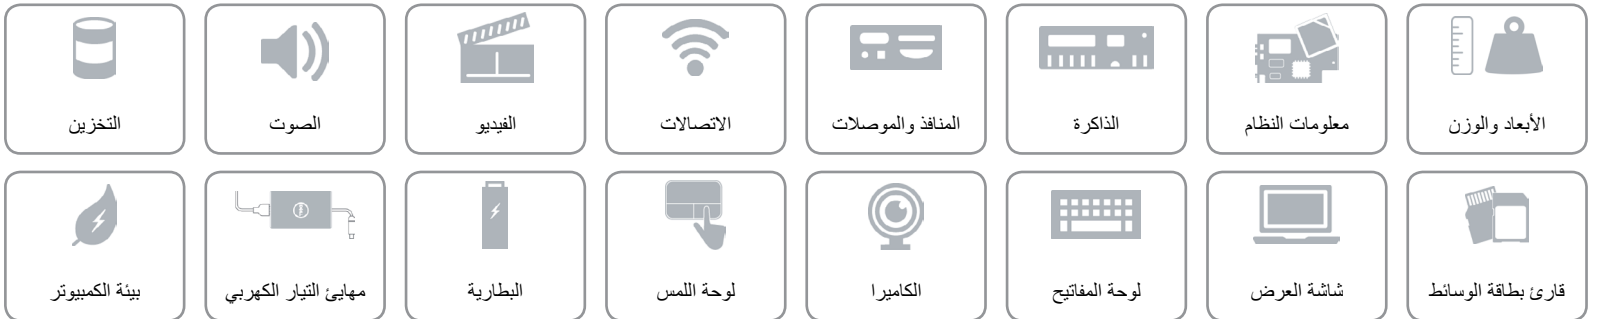 الأبعاد والوزن
معلومات النظام
الذاكرة
المنافذ والموصلات
الاتصالات
الفيديو
الصوت
التخزين
قارئ بطاقة الوسائط
شاشة العرض
لوحة المفاتيح
الكاميرا
لوحة اللمس
البطارية
مهايئ التيار الكهربي
بيئة الكمبيوتر